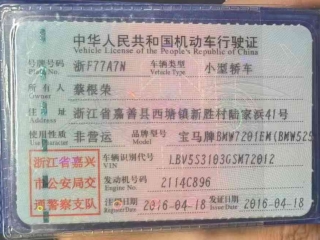 中华人民共和国机动车行驶证
Vehicle License of the People's Republic of China
号牌号码 浙F77A7N 车辆类型 小型轿车
Plate No. Vehicle Type
所有人 蔡根荣
Owner
住址 浙江省嘉善县西塘镇新胜村陆家浜41号
Address
使用性质 非营运 品牌型号 宝马牌BMW7201EM(BMW525
浙江省嘉兴市公安局交通警察支队
车辆识别代号 LBV5S3103GSM72012
VIN
发动机号码 2114C896
Engine No.
注册日期 2016-04-18 发证日期 2016-04-18
Register Date Issue Date